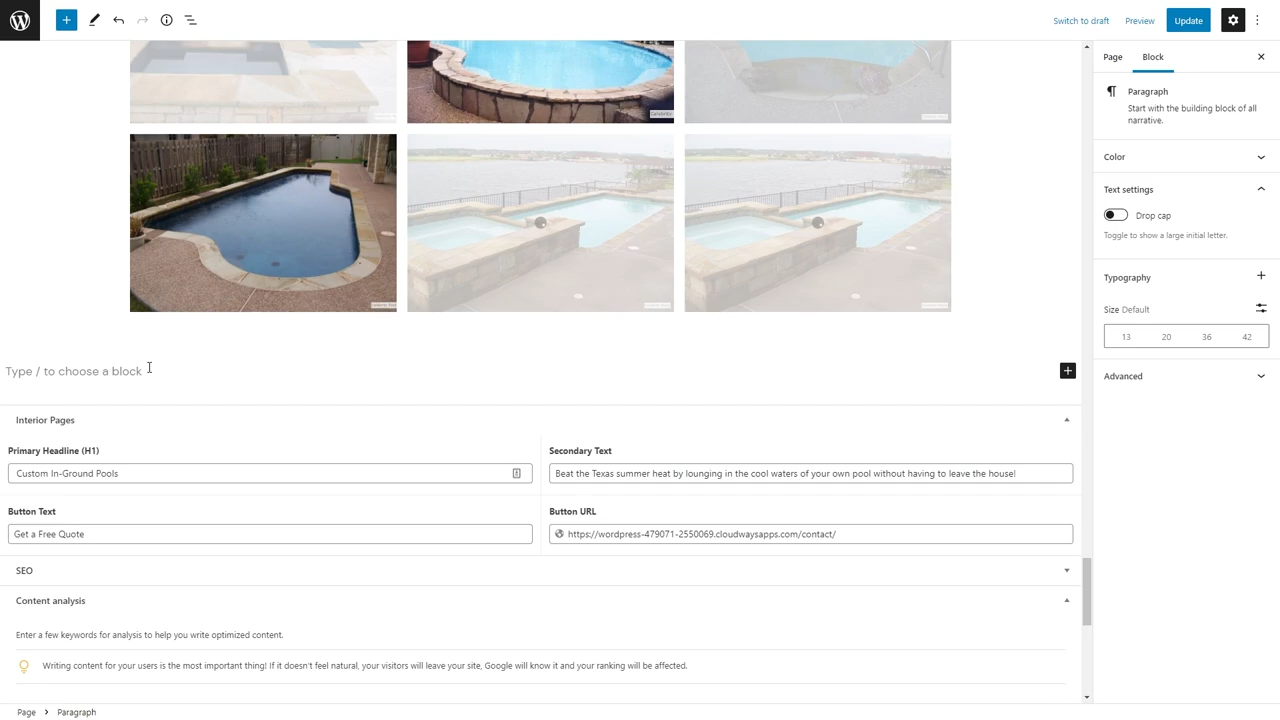 Switch to draft
Preview
Update
Page
Block
Paragraph
Start with the building block of all
narrative.
Color
Text settings
Drop cap
Toggle to show a large initial letter.
Typography
Size Default
13
20
36
42
Advanced
Type / to choose a block
Interior Pages
Primary Headline (H1)
Custom In-Ground Pools
Secondary Text
Beat the Texas summer heat by lounging in the cool waters of your own pool without having to leave the house!
Button Text
Get a Free Quote
Button URL
https://wordpress-479071-2550069.cloudwaysapps.com/contact/
SEO
Content analysis
Enter a few keywords for analysis to help you write optimized content.
Writing content for your users is the most important thing! If it doesn't feel natural, your visitors will leave your site, Google will know it and your ranking will be affected.
Page
Paragraph